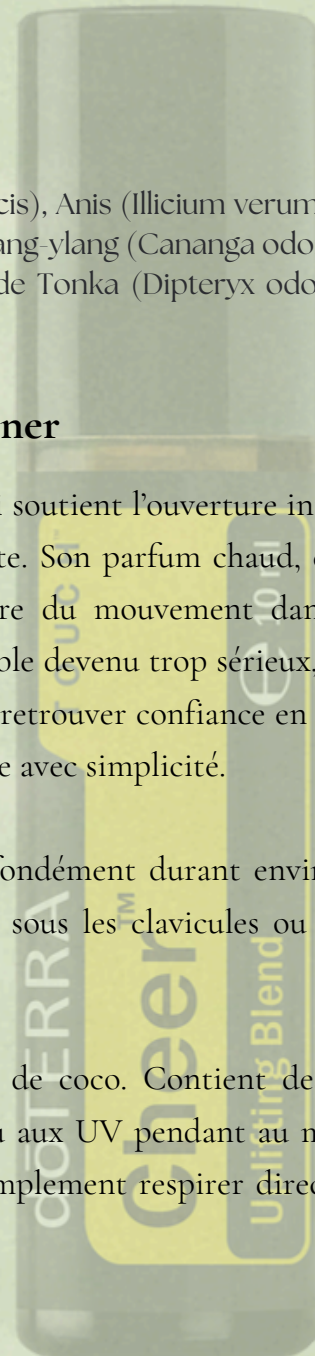 cis), Anis (Illicium verum
ang-ylang (Cananga odo
de Tonka (Dipteryx odo
ner
soutient l'ouverture in
te. Son parfum chaud,
re du mouvement dan
ble devenu trop sérieux,
retrouver confiance en
e avec simplicité.
fondément durant envir
sous les clavicules ou
de coco. Contient de
aux UV pendant au
mplement respirer direc
dōTERRA
Cheer™
Touch
Uplifting Blend
℮ 10 ml